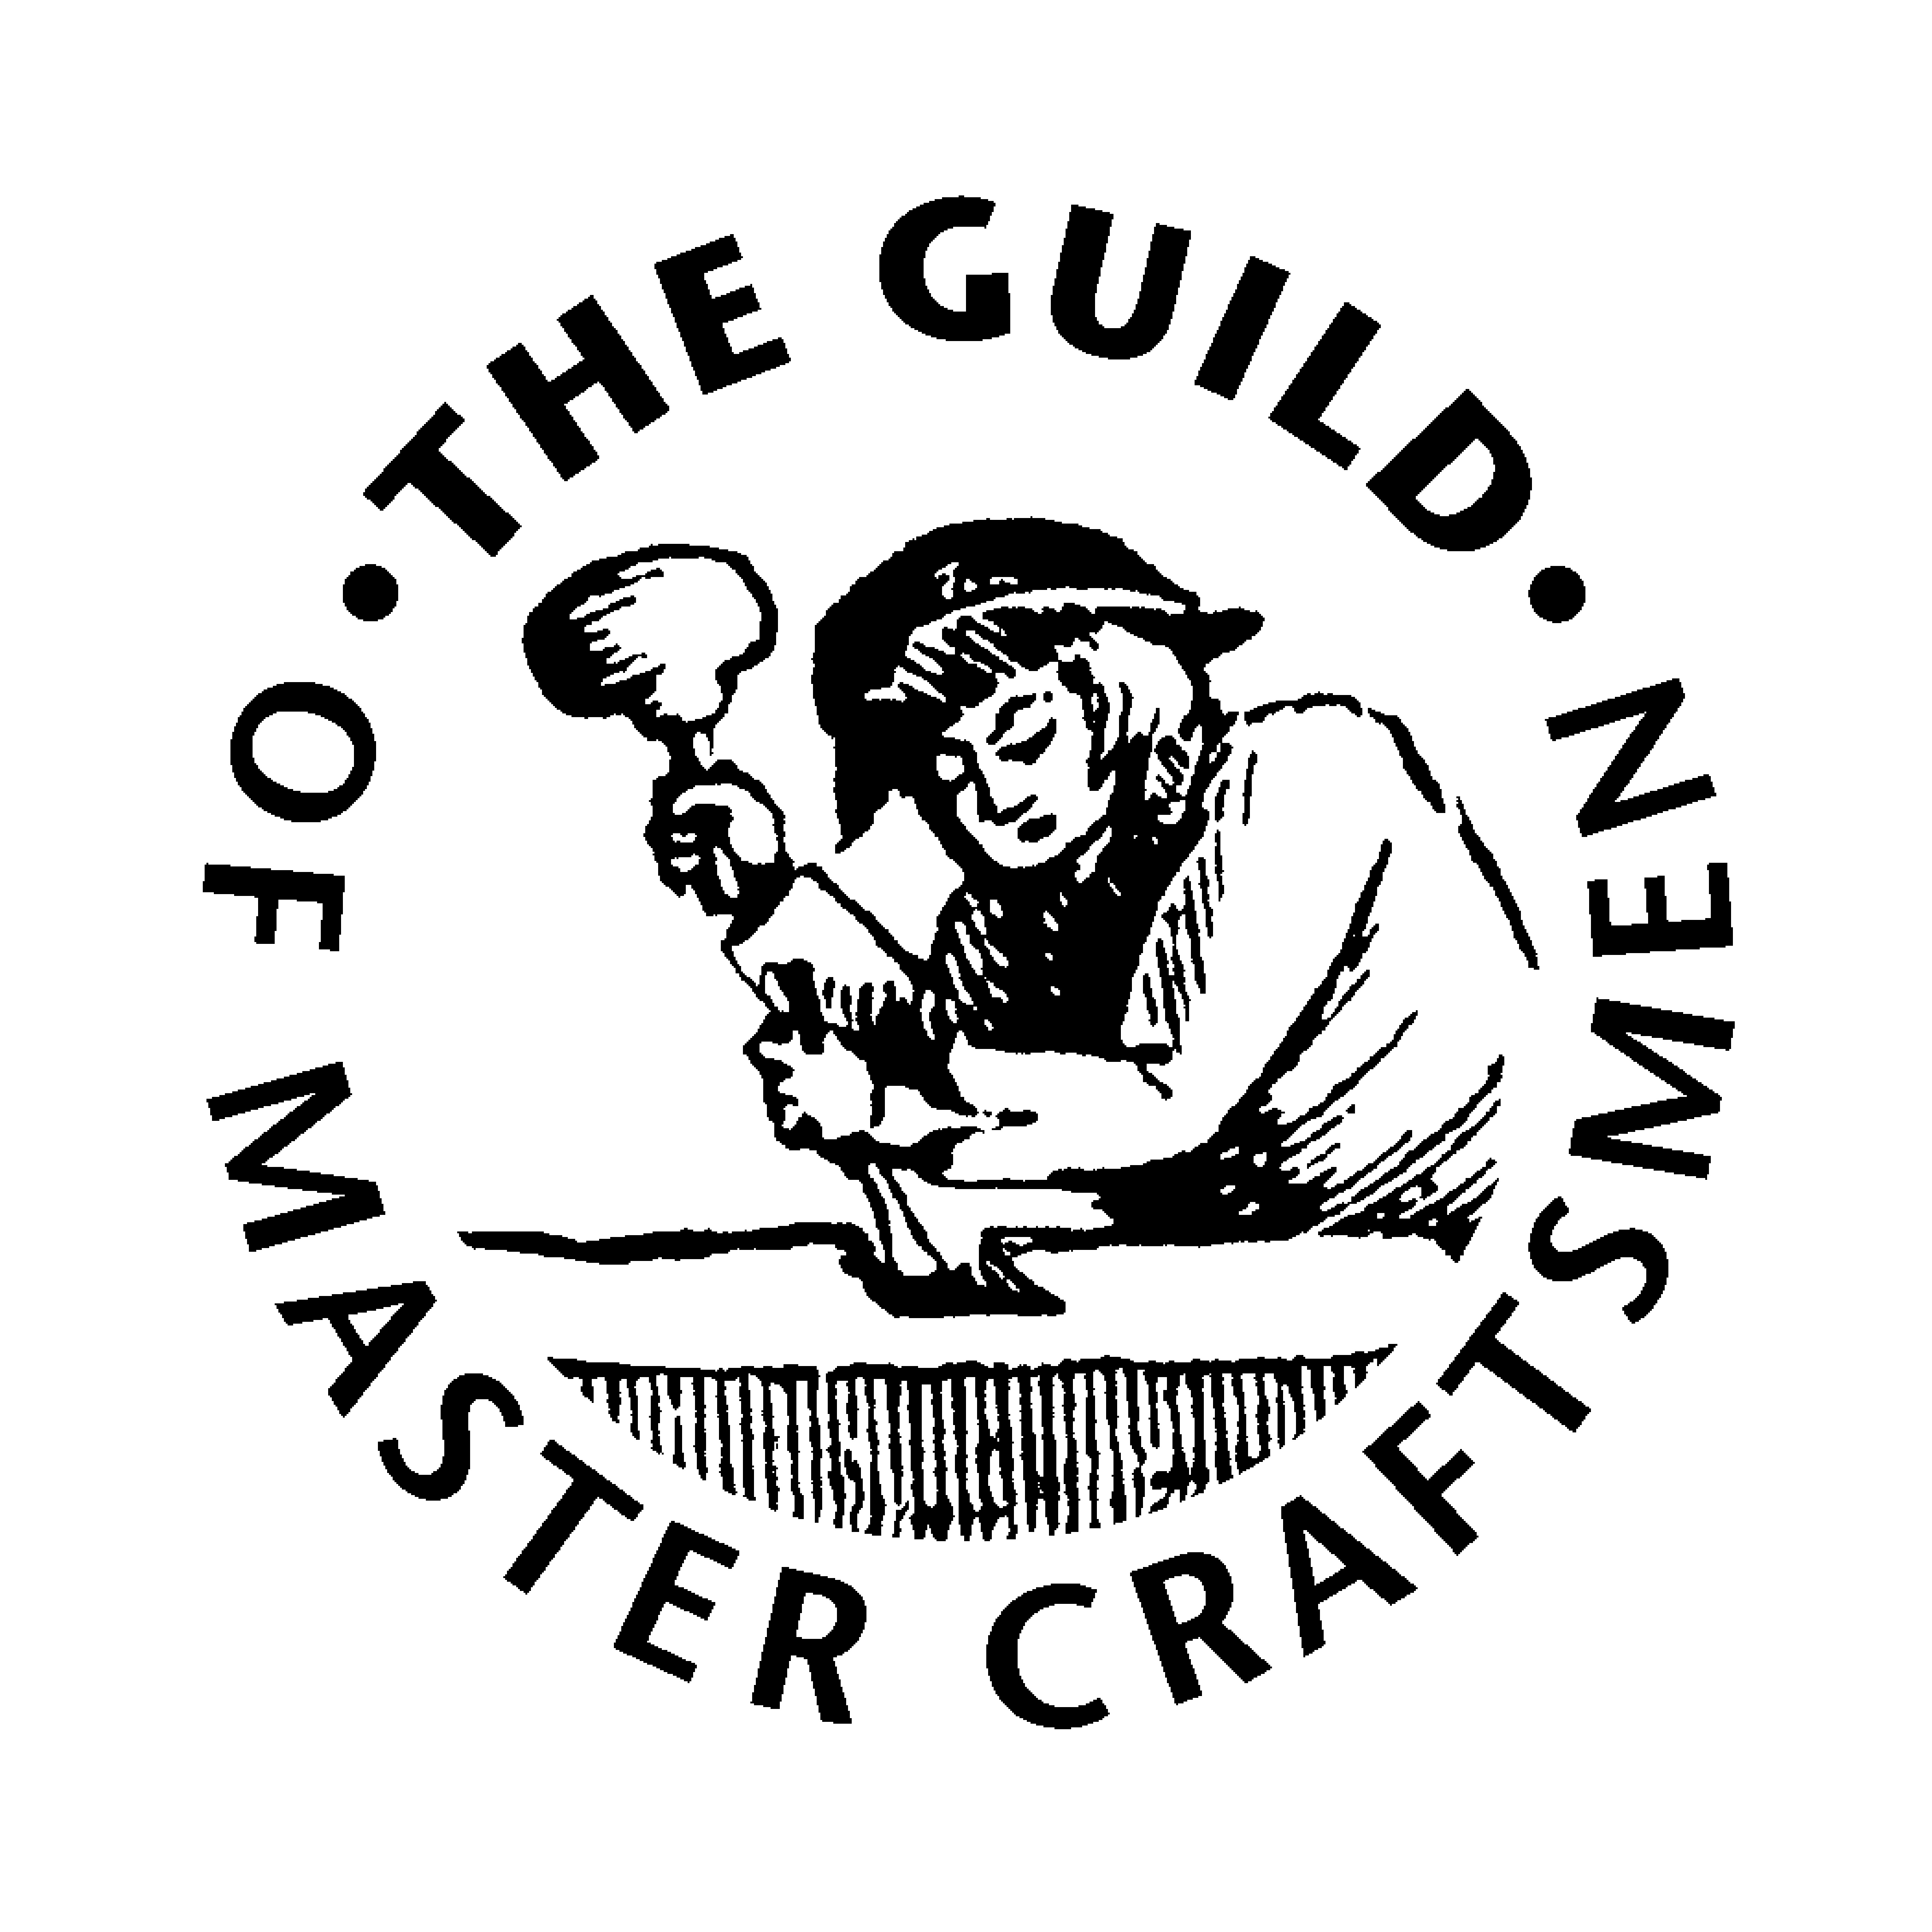 • THE GUILD •
OF MASTER CRAFTSMEN